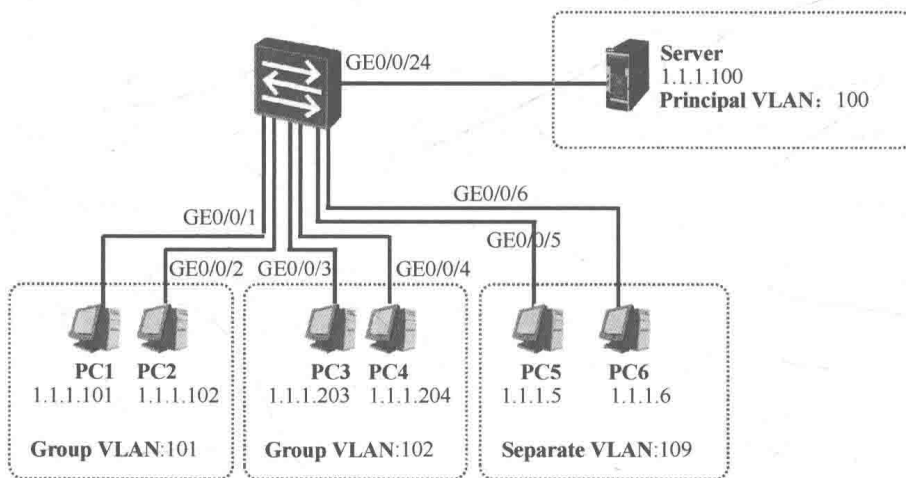 GE0/0/24
Server
1.1.1.100
Principal VLAN: 100
GE0/0/6
GE0/0/1
GE0/0/5
GE0/0/2
GE0/0/3
GE0/0/4
PC1
PC2
PC3
PC4
PC5
PC6
1.1.1.101
1.1.1.102
1.1.1.203
1.1.1.204
1.1.1.5
1.1.1.6
Group VLAN:101
Group VLAN:102
Separate VLAN:109